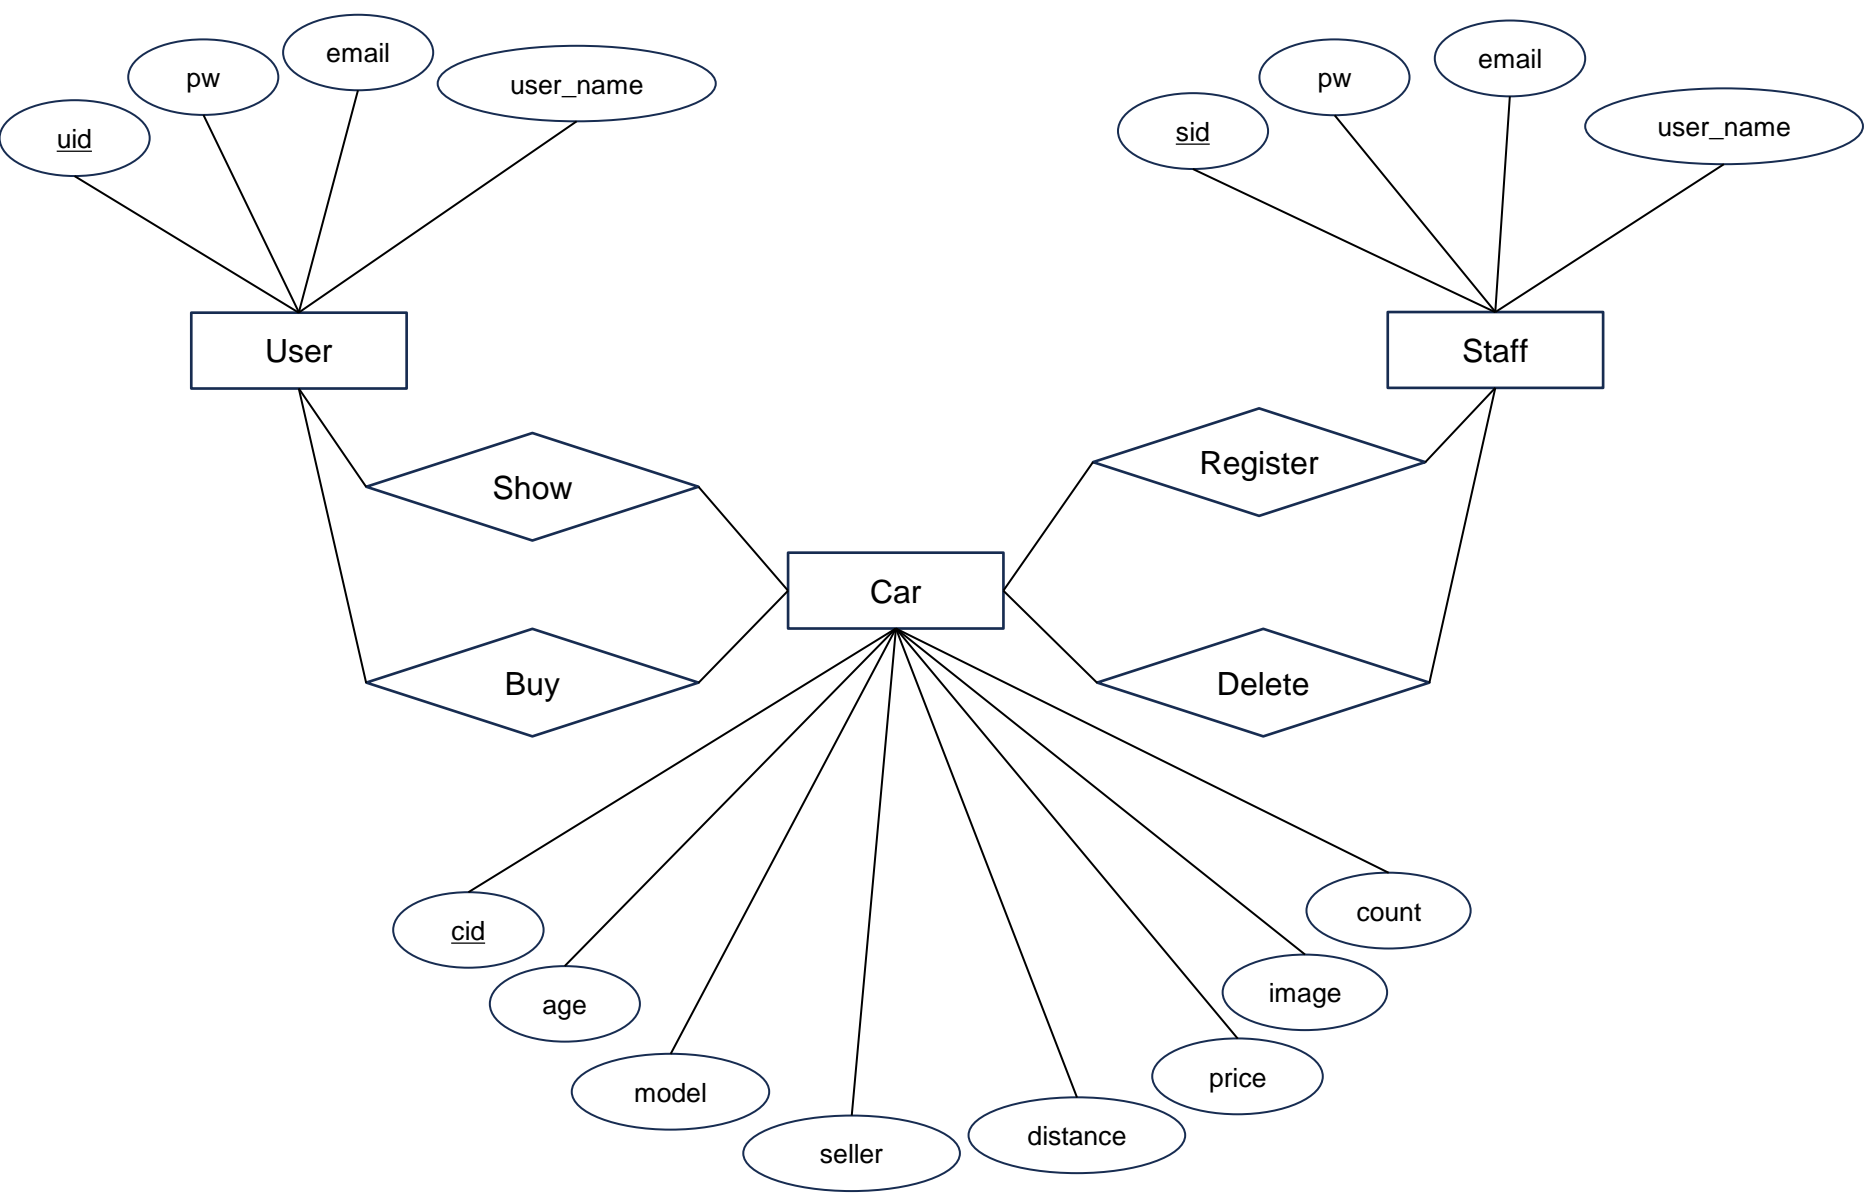 uid
pw
email
user_name
sid
pw
email
user_name
User
Staff
Show
Register
Car
Buy
Delete
cid
age
model
seller
distance
price
image
count